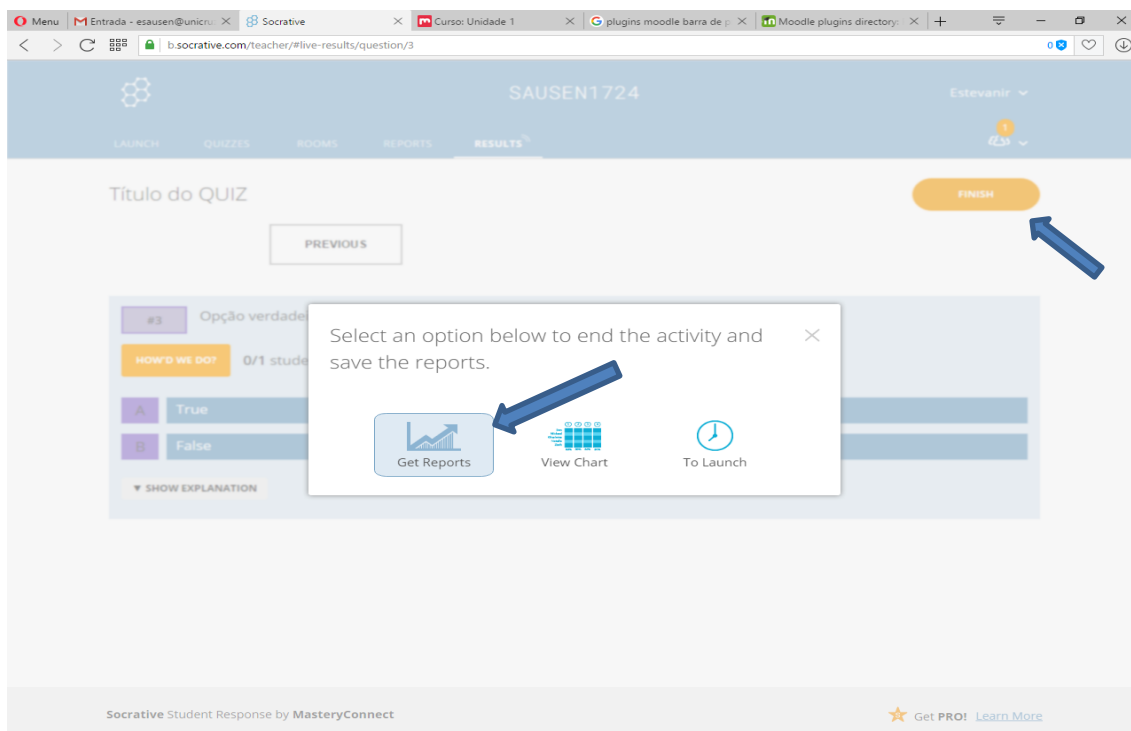 Menu
Entrada - esausen@unicru
Socrative
Curso: Unidade 1
plugins moodle barra de p
Moodle plugins directory:
b.socrative.com/teacher/#live-results/question/3
0
SAUSEN1724
Estevanir
1
LAUNCH QUIZZES ROOMS REPORTS RESULTS
Título do QUIZ
FINISH
PREVIOUS
#3
Opção verdadei
HOW'D WE DO?
0/1 stude
A True
B False
SHOW EXPLANATION
Select an option below to end the activity and
save the reports.
Get Reports
View Chart
To Launch
Socrative Student Response by MasteryConnect
Get PRO! Learn More